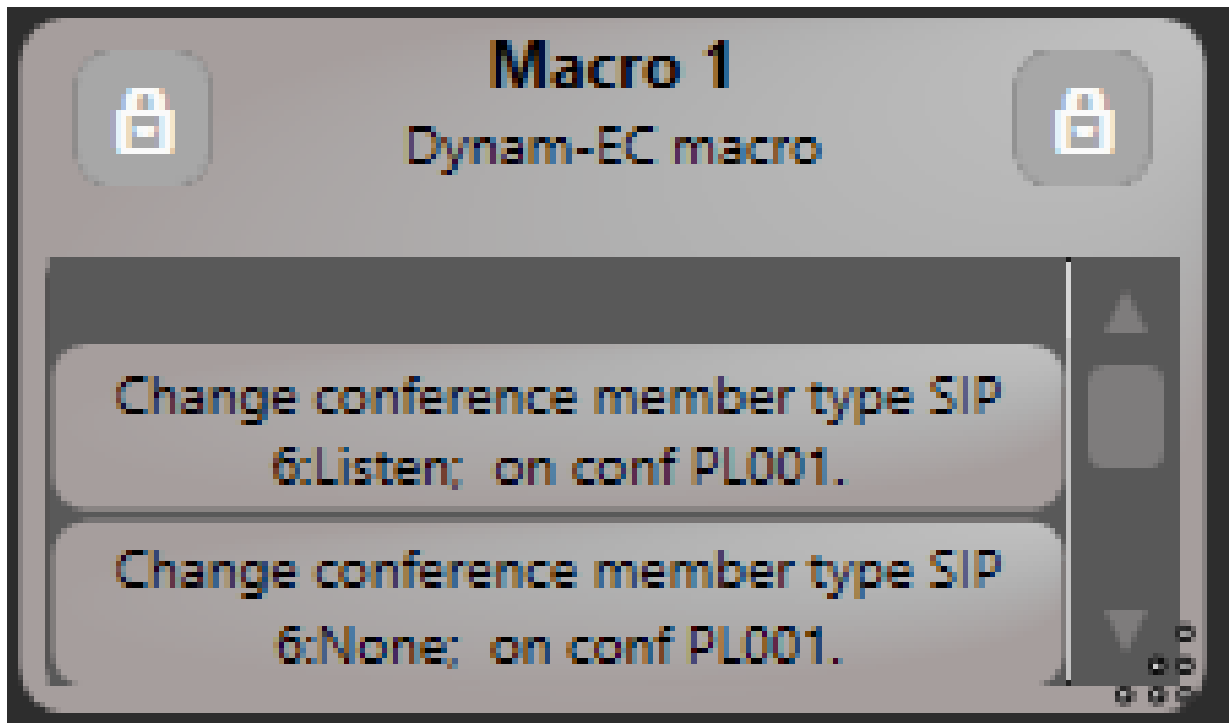 Macro 1
Dynam-EC macro
Change conference member type SIP
6:Listen;  on conf PL001.
Change conference member type SIP
6:None;  on conf PL001.